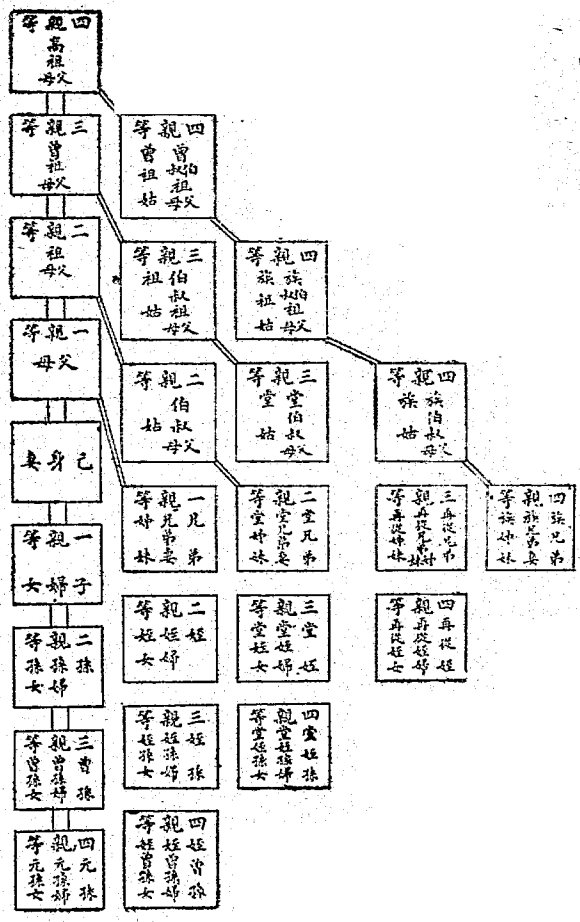 四親等
高祖父母
三親等
曾祖父母
二親等
祖父母
一親等
父母
己身妻
一親等
子婦女
二親等
孫
孫婦
孫女
三親等
曾孫
曾孫婦
曾孫女
四親等
元孫
元孫婦
元孫女
四親等
曾伯叔祖父母
曾祖姑
三親等
伯叔祖父母
祖姑
二親等
伯叔父母
姑
一親等
兄弟
兄弟妻
姊妹
二親等
姪
姪婦
姪女
三親等
姪孫
姪孫婦
姪孫女
四親等
姪曾孫
姪曾孫婦
姪曾孫女
四親等
族伯叔祖父母
族祖姑
三親等
堂伯叔父母
堂姑
二親等
堂兄弟
堂兄弟妻
堂姊妹
三親等
堂姪
堂姪婦
堂姪女
四親等
堂姪孫
堂姪孫婦
堂姪孫女
四親等
族伯叔父母
族姑
三親等
再從兄弟
再從兄弟
再從姊妹
四親等
再從姪
再從姪婦
再從姪女
四親等
族兄弟
族兄弟妻
族姊妹